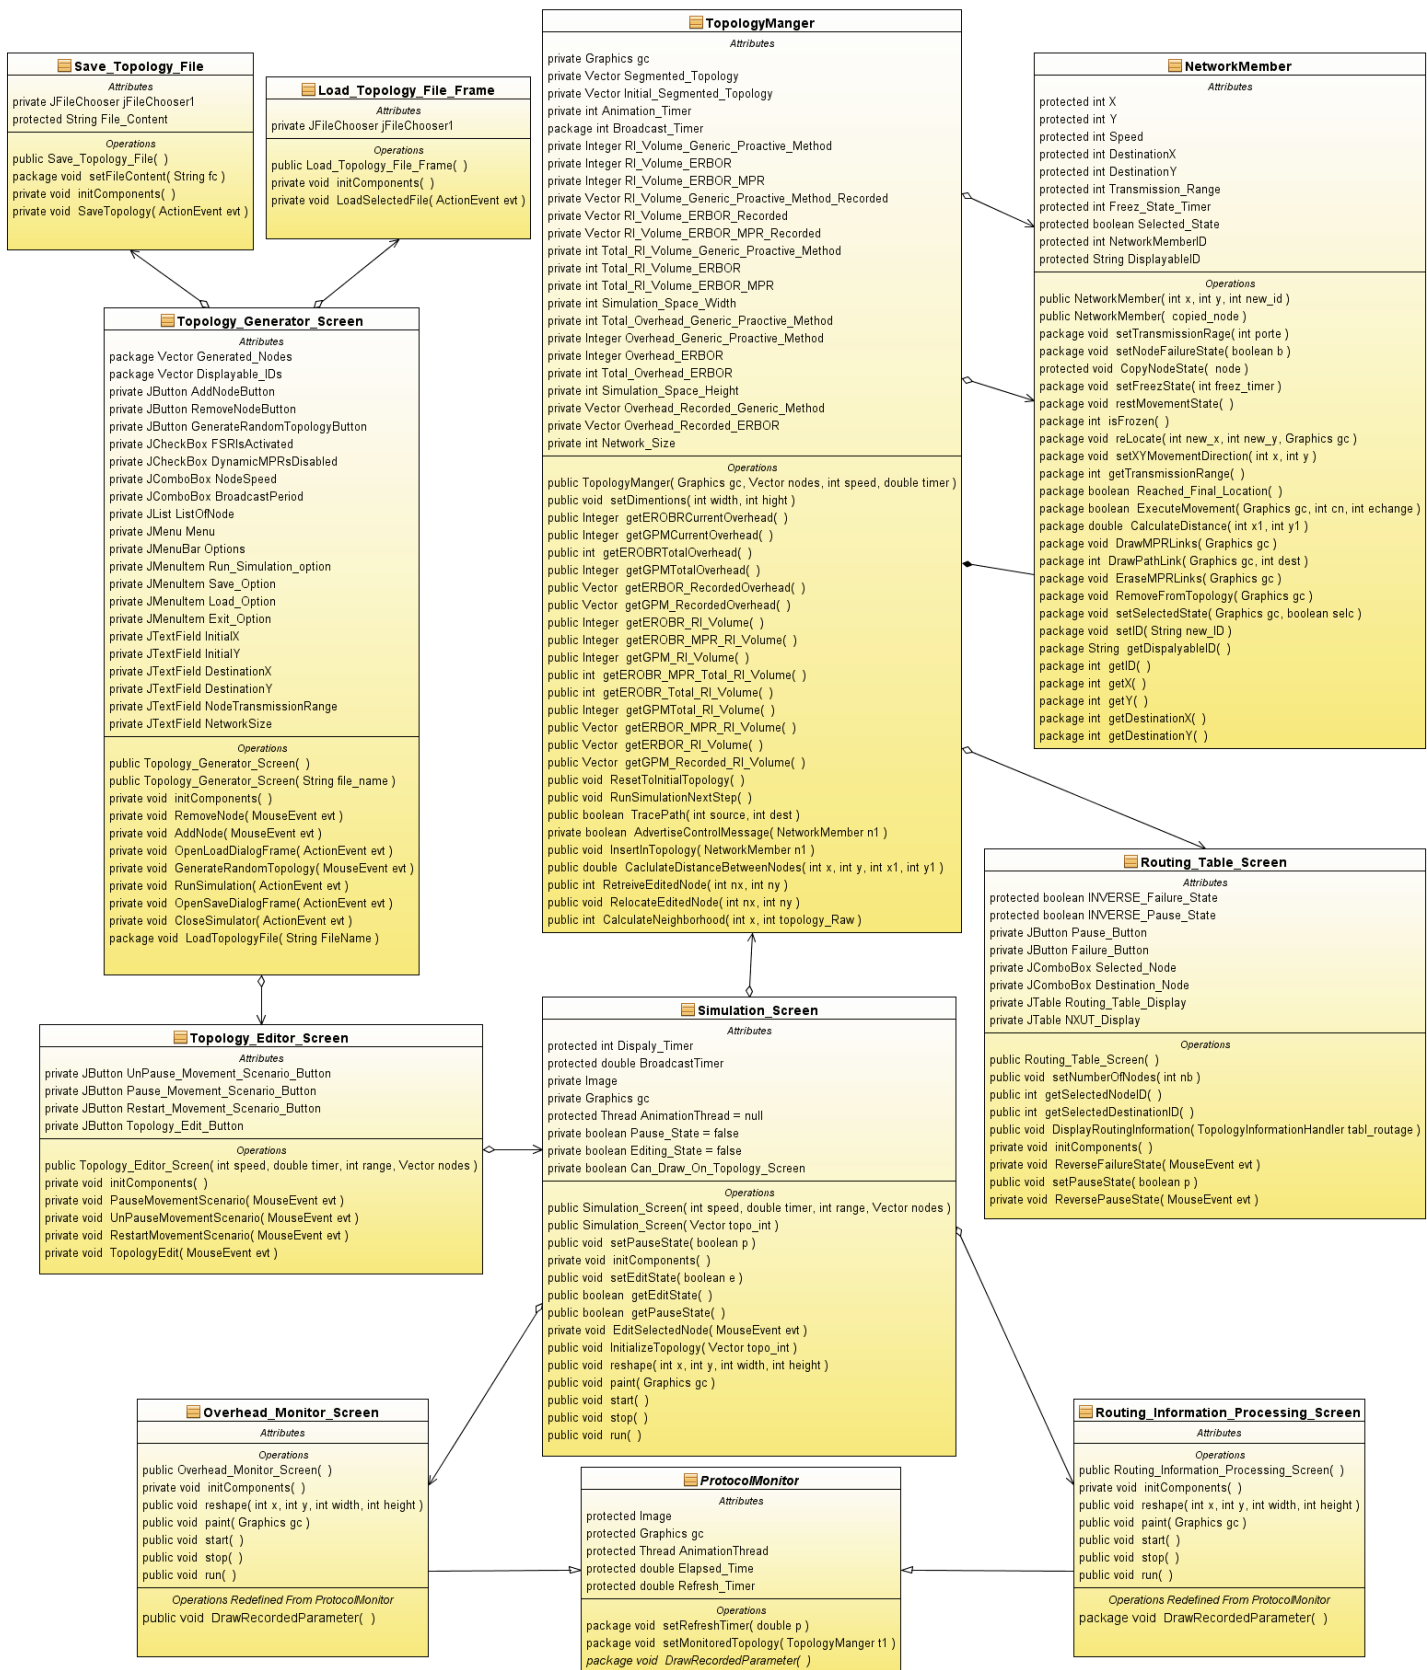 Save_Topology_File
Attributes
private JFileChooser jFileChooser1
protected String File_Content
Operations
public Save_Topology_File( )
package void setFileContent( String fc )
private void initComponents( )
private void SaveTopology( ActionEvent evt )
Load_Topology_File_Frame
Attributes
private JFileChooser jFileChooser1
Operations
public Load_Topology_File_Frame( )
private void initComponents( )
private void LoadSelectedFile( ActionEvent evt )
TopologyManger
Attributes
private Graphics gc
private Vector Segmented_Topology
private Vector Initial_Segmented_Topology
private int Animation_Timer
package int Broadcast_Timer
private Integer RI_Volume_Generic_Proactive_Method
private Integer RI_Volume_ERBOR
private Integer RI_Volume_ERBOR_MPR
private Vector RI_Volume_Generic_Proactive_Method_Recorded
private Vector RI_Volume_ERBOR_Recorded
private Vector RI_Volume_ERBOR_MPR_Recorded
private int Total_RI_Volume_Generic_Proactive_Method
private int Total_RI_Volume_ERBOR
private int Total_RI_Volume_ERBOR_MPR
private int Simulation_Space_Width
private int Total_Overhead_Generic_Praoctive_Method
private Integer Overhead_Generic_Proactive_Method
private Integer Overhead_ERBOR
private int Total_Overhead_ERBOR
private int Simulation_Space_Height
private Vector Overhead_Recorded_Generic_Method
private Vector Overhead_Recorded_ERBOR
private int Network_Size
Operations
public TopologyManger( Graphics gc, Vector nodes, int speed, double timer )
public void setDimentions( int width, int hight )
public Integer getEROBRCurrentOverhead( )
public Integer getGPMCurrentOverhead( )
public int getEROBRTotalOverhead( )
public Integer getGPMTotalOverhead( )
public Vector getERBOR_RecordedOverhead( )
public Vector getGPM_RecordedOverhead( )
public Integer getEROBR_RI_Volume( )
public Integer getEROBR_MPR_RI_Volume( )
public Integer getGPM_RI_Volume( )
public int getEROBR_MPR_Total_RI_Volume( )
public int getEROBR_Total_RI_Volume( )
public Integer getGPMTotal_RI_Volume( )
public Vector getERBOR_MPR_RI_Volume( )
public Vector getERBOR_RI_Volume( )
public Vector getGPM_Recorded_RI_Volume( )
public void ResetToInitialTopology( )
public void RunSimulationNextStep( )
public boolean TracePath( int source, int dest )
private boolean AdvertiseControlMessage( NetworkMember n1 )
public void InsertInTopology( NetworkMember n1 )
public double CaclulateDistanceBetweenNodes( int x, int y, int x1, int y1 )
public int RetreiveEditedNode( int nx, int ny )
public void RelocateEditedNode( int nx, int ny )
public int CalculateNeighborhood( int x, int topology_Raw )
NetworkMember
Attributes
protected int X
protected int Y
protected int Speed
protected int DestinationX
protected int DestinationY
protected int Transmission_Range
protected int Freez_State_Timer
protected boolean Selected_State
protected int NetworkMemberID
protected String DisplayableID
Operations
public NetworkMember( int x, int y, int new_id )
public NetworkMember( copied_node )
package void setTransmissionRage( int porte )
package void setNodeFailureState( boolean b )
protected void CopyNodeState( node )
package void setFreezState( int freez_timer )
package void restMovementState( )
package int isFrozen( )
package void reLocate( int new_x, int new_y, Graphics gc )
package void setXYMovementDirection( int x, int y )
package int getTransmissionRange( )
package boolean Reached_Final_Location( )
package boolean ExecuteMovement( Graphics gc, int cn, int echange )
package double CalculateDistance( int x1, int y1 )
package void DrawMPRLinks( Graphics gc )
package int DrawPathLink( Graphics gc, int dest )
package void EraseMPRLinks( Graphics gc )
package void RemoveFromTopology( Graphics gc )
package void setSelectedState( Graphics gc, boolean selc )
package void setID( String new_ID )
package String getDispalyableID( )
package int getID( )
package int getX( )
package int getY( )
package int getDestinationX( )
package int getDestinationY( )
Topology_Generator_Screen
Attributes
package Vector Generated_Nodes
package Vector Displayable_IDs
private JButton AddNodeButton
private JButton RemoveNodeButton
private JButton GenerateRandomTopologyButton
private JCheckBox FSRIsActivated
private JCheckBox DynamicMPRsDisabled
private JComboBox NodeSpeed
private JComboBox BroadcastPeriod
private JList ListOfNode
private JMenu Menu
private JMenuBar Options
private JMenuItem Run_Simulation_option
private JMenuItem Save_Option
private JMenuItem Load_Option
private JMenuItem Exit_Option
private JTextField InitialX
private JTextField InitialY
private JTextField DestinationX
private JTextField DestinationY
private JTextField NodeTransmissionRange
private JTextField NetworkSize
Operations
public Topology_Generator_Screen( )
public Topology_Generator_Screen( String file_name )
private void initComponents( )
private void RemoveNode( MouseEvent evt )
private void AddNode( MouseEvent evt )
private void OpenLoadDialogFrame( ActionEvent evt )
private void GenerateRandomTopology( MouseEvent evt )
private void RunSimulation( ActionEvent evt )
private void OpenSaveDialogFrame( ActionEvent evt )
private void CloseSimulator( ActionEvent evt )
package void LoadTopologyFile( String FileName )
Routing_Table_Screen
Attributes
protected boolean INVERSE_Failure_State
protected boolean INVERSE_Pause_State
private JButton Pause_Button
private JButton Failure_Button
private JComboBox Selected_Node
private JComboBox Destination_Node
private JTable Routing_Table_Display
private JTable NXUT_Display
Operations
public Routing_Table_Screen( )
public void setNumberOfNodes( int nb )
public int getSelectedNodeID( )
public int getSelectedDestinationID( )
public void DisplayRoutingInformation( TopologyInformationHandler tabl_routage )
private void initComponents( )
private void ReverseFailureState( MouseEvent evt )
public void setPauseState( boolean p )
private void ReversePauseState( MouseEvent evt )
Topology_Editor_Screen
Attributes
private JButton UnPause_Movement_Scenario_Button
private JButton Pause_Movement_Scenario_Button
private JButton Restart_Movement_Scenario_Button
private JButton Topology_Edit_Button
Operations
public Topology_Editor_Screen( int speed, double timer, int range, Vector nodes )
private void initComponents( )
private void PauseMovementScenario( MouseEvent evt )
private void UnPauseMovementScenario( MouseEvent evt )
private void RestartMovementScenario( MouseEvent evt )
private void TopologyEdit( MouseEvent evt )
Simulation_Screen
Attributes
protected int Dispaly_Timer
protected double BroadcastTimer
private Image
private Graphics gc
protected Thread AnimationThread = null
private boolean Pause_State = false
private boolean Editing_State = false
private boolean Can_Draw_On_Topology_Screen
Operations
public Simulation_Screen( int speed, double timer, int range, Vector nodes )
public Simulation_Screen( Vector topo_int )
public void setPauseState( boolean p )
private void initComponents( )
public void setEditState( boolean e )
public boolean getEditState( )
public boolean getPauseState( )
private void EditSelectedNode( MouseEvent evt )
public void InitializeTopology( Vector topo_int )
public void reshape( int x, int y, int width, int height )
public void paint( Graphics gc )
public void start( )
public void stop( )
public void run( )
Overhead_Monitor_Screen
Attributes
Operations
public Overhead_Monitor_Screen( )
private void initComponents( )
public void reshape( int x, int y, int width, int height )
public void paint( Graphics gc )
public void start( )
public void stop( )
public void run( )
Operations Redefined From ProtocolMonitor
public void DrawRecordedParameter( )
ProtocolMonitor
Attributes
protected Image
protected Graphics gc
protected Thread AnimationThread
protected double Elapsed_Time
protected double Refresh_Timer
Operations
package void setRefreshTimer( double p )
package void setMonitoredTopology( TopologyManger t1 )
package void DrawRecordedParameter( )
Routing_Information_Processing_Screen
Attributes
Operations
public Routing_Information_Processing_Screen( )
private void initComponents( )
public void reshape( int x, int y, int width, int height )
public void paint( Graphics gc )
public void start( )
public void stop( )
public void run( )
Operations Redefined From ProtocolMonitor
package void DrawRecordedParameter( )